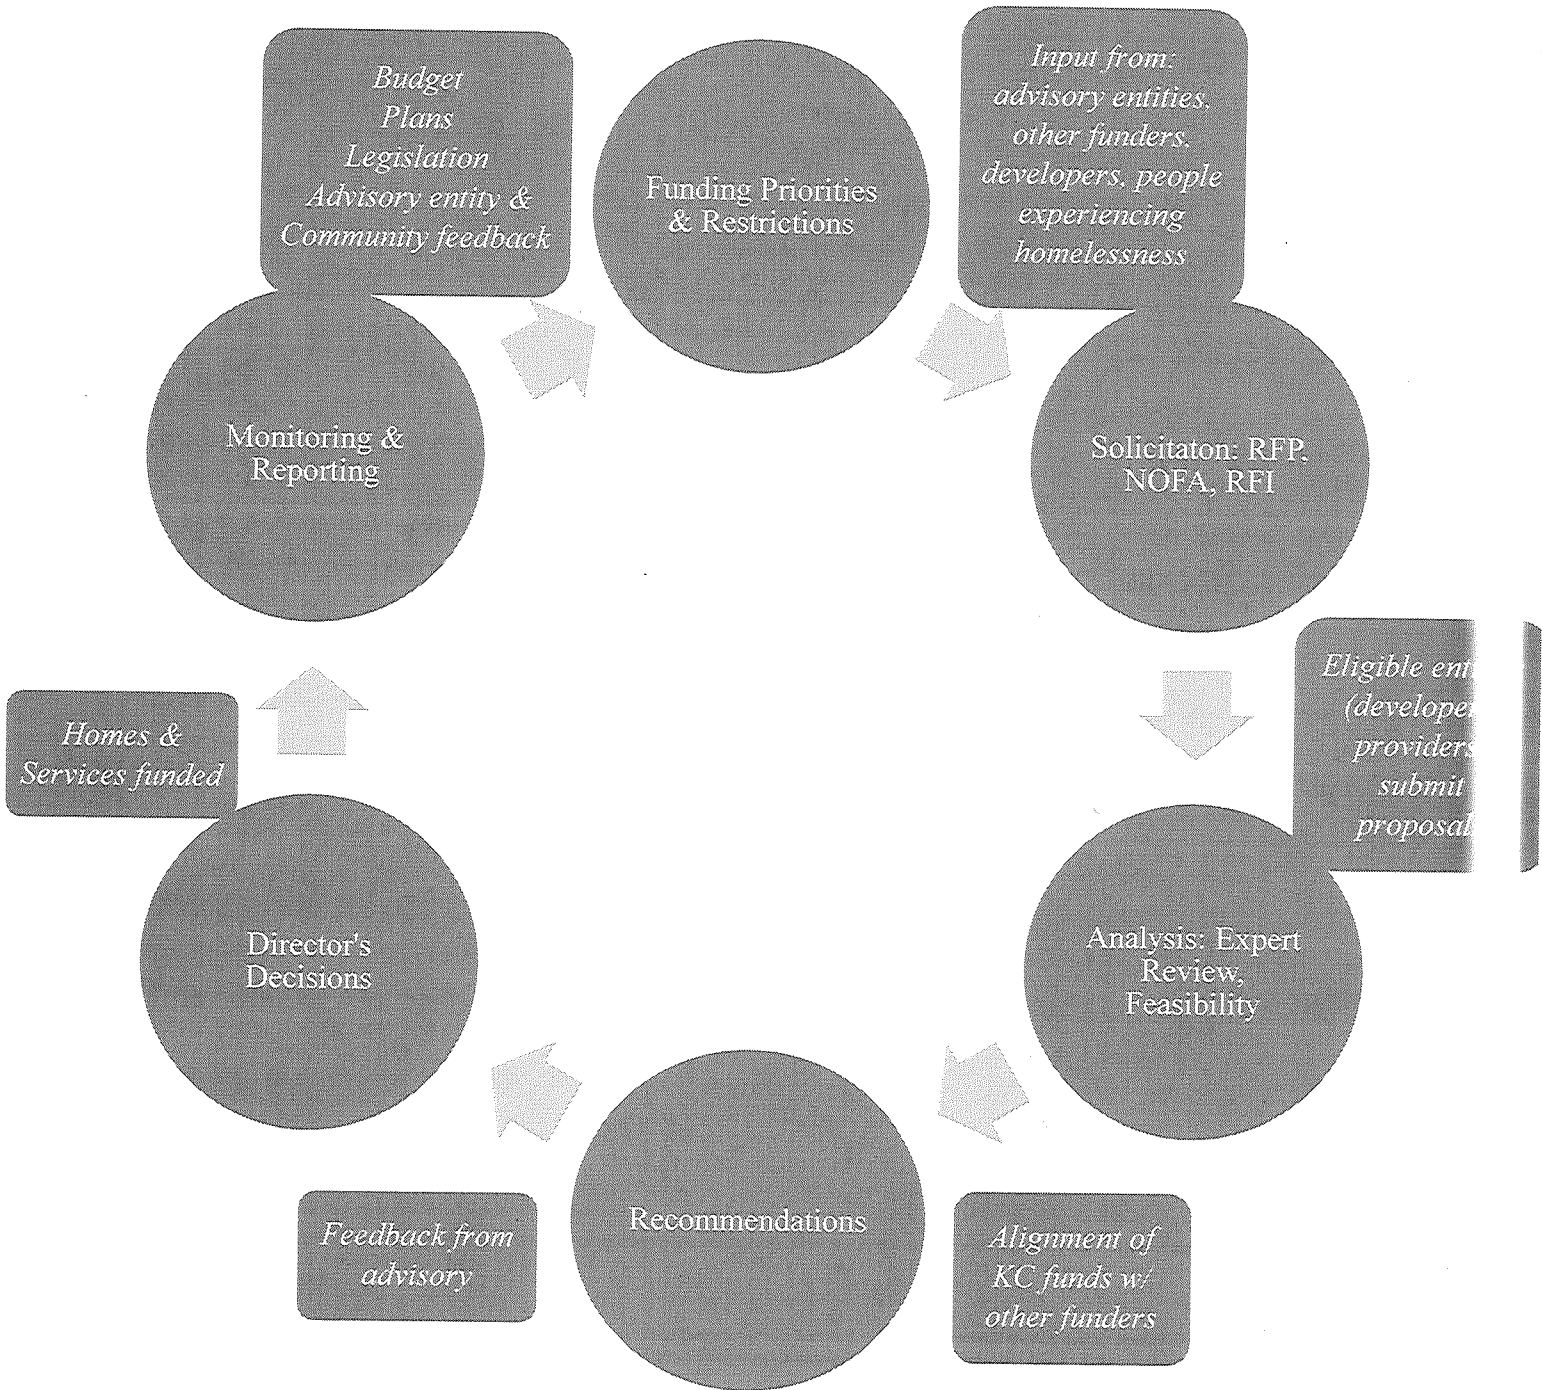 Budget
Plans
Legislation
Advisory entity &
Community feedback
Funding Priorities
& Restrictions
Input from:
advisory entities,
other funders,
developers, people
experiencing
homelessness
Solicitaton: RFP,
NOFA, RFI
Eligible
submit
Analysis: Expert
Review,
Feasibility
Alignment of
KC funds w/
other funders
Recommendations
Feedback from
advisory
Director's
Decisions
Homes &
Services funded
Monitoring &
Reporting